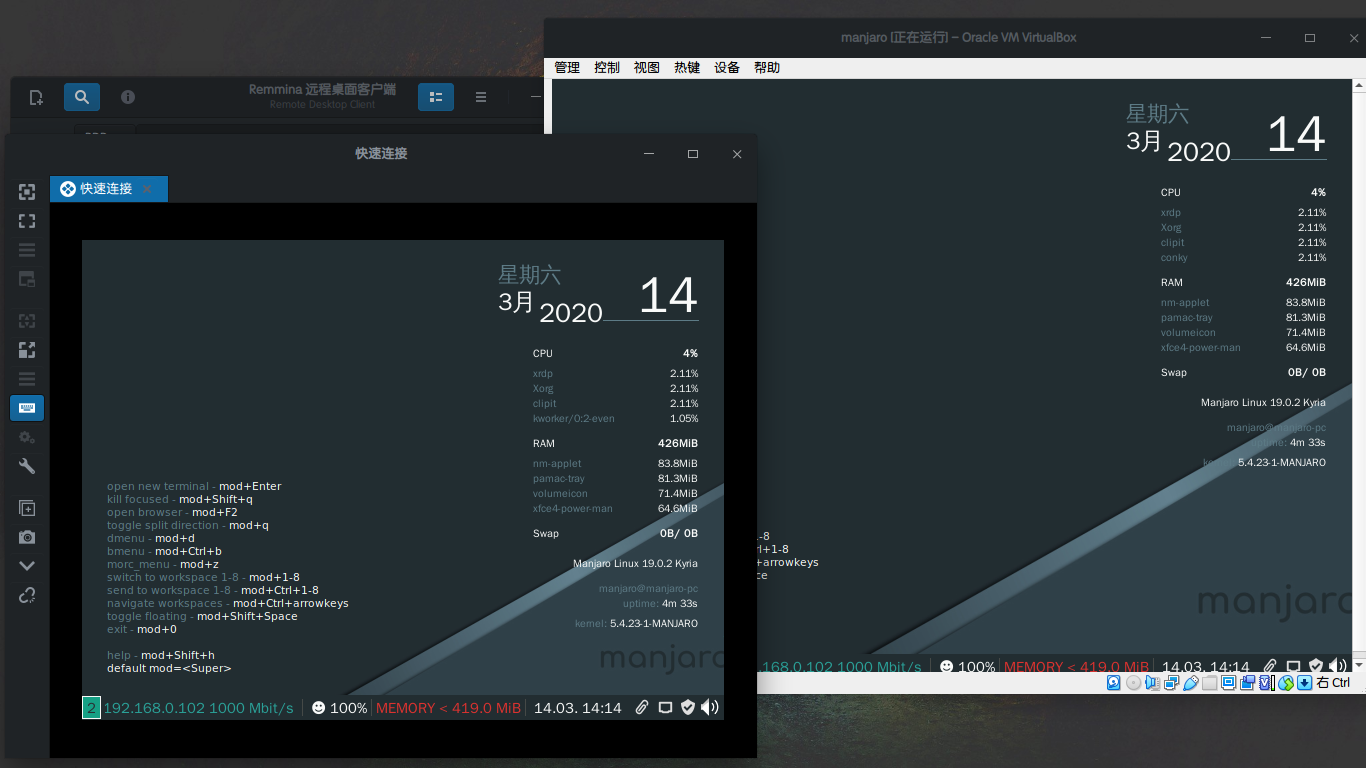 manjaro [正在运行] - Oracle VM VirtualBox
管理 控制 视图 热键 设备 帮助
Remmina 远程桌面客户端
Remote Desktop Client
星期六
3月 2020 14
CPU 4%
xrdp 2.11%
Xorg 2.11%
clipit 2.11%
conky 2.11%
RAM 426MiB
nm-applet 83.8MiB
pamac-tray 81.3MiB
volumeicon 71.4MiB
xfce4-power-man 64.6MiB
Swap 0B/ 0B
Manjaro Linux 19.0.2 Kyria
manjaro@manjaro-pc
uptime: 4m 33s
5.4.23-1-MANJARO
-8
+1-8
+arrowkeys
manjaro
.168.0.102 1000 Mbit/s 100% MEMORY < 419.0 MiB 14.03. 14:14
右 Ctrl
快速连接
快速连接
星期六
3月 2020 14
CPU 4%
xrdp 2.11%
Xorg 2.11%
clipit 2.11%
kworker/0:2-even 1.05%
RAM 426MiB
nm-applet 83.8MiB
pamac-tray 81.3MiB
volumeicon 71.4MiB
xfce4-power-man 64.6MiB
Swap 0B/ 0B
Manjaro Linux 19.0.2 Kyria
manjaro@manjaro-pc
uptime: 4m 33s
kernel: 5.4.23-1-MANJARO
manjaro
open new terminal - mod+Enter
kill focused - mod+Shift+q
open browser - mod+F2
toggle split direction - mod+q
dmenu - mod+d
bmenu - mod+Ctrl+b
morc_menu - mod+z
switch to workspace 1-8 - mod+1-8
send to workspace 1-8 - mod+Ctrl+1-8
navigate workspaces - mod+Ctrl+arrowkeys
toggle floating - mod+Shift+Space
exit - mod+0
help - mod+Shift+h
default mod=<Super>
2 192.168.0.102 1000 Mbit/s 100% MEMORY < 419.0 MiB 14.03. 14:14